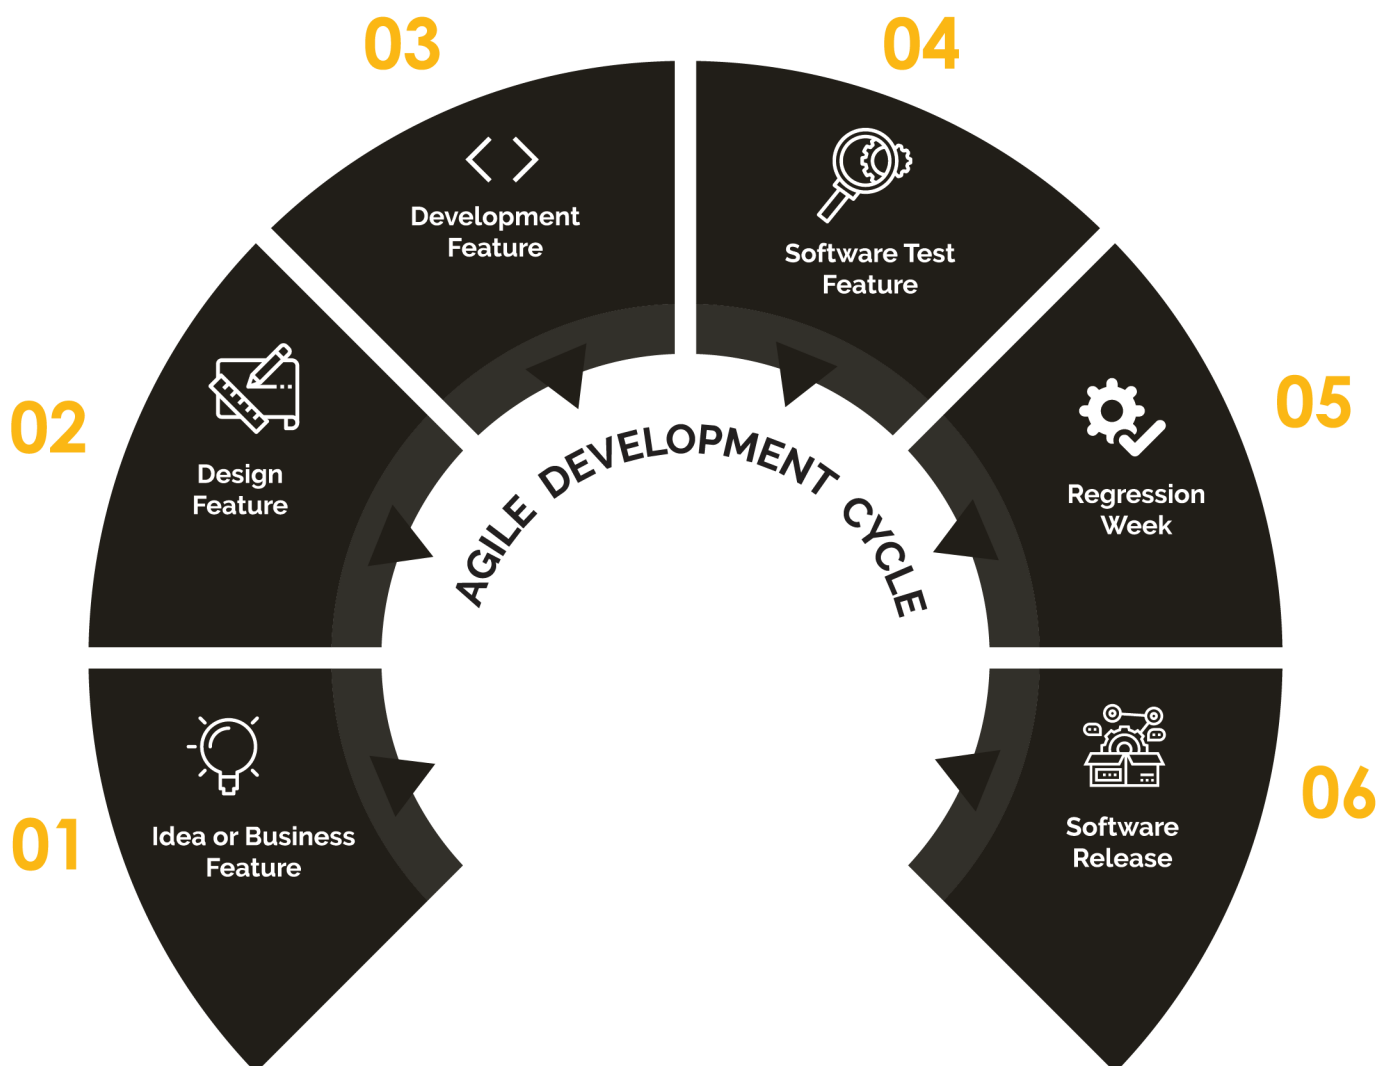 01
Idea or Business
Feature
02
Design
Feature
03
Development
Feature
04
Software Test
Feature
05
Regression
Week
06
Software
Release
AGILE DEVELOPMENT CYCLE